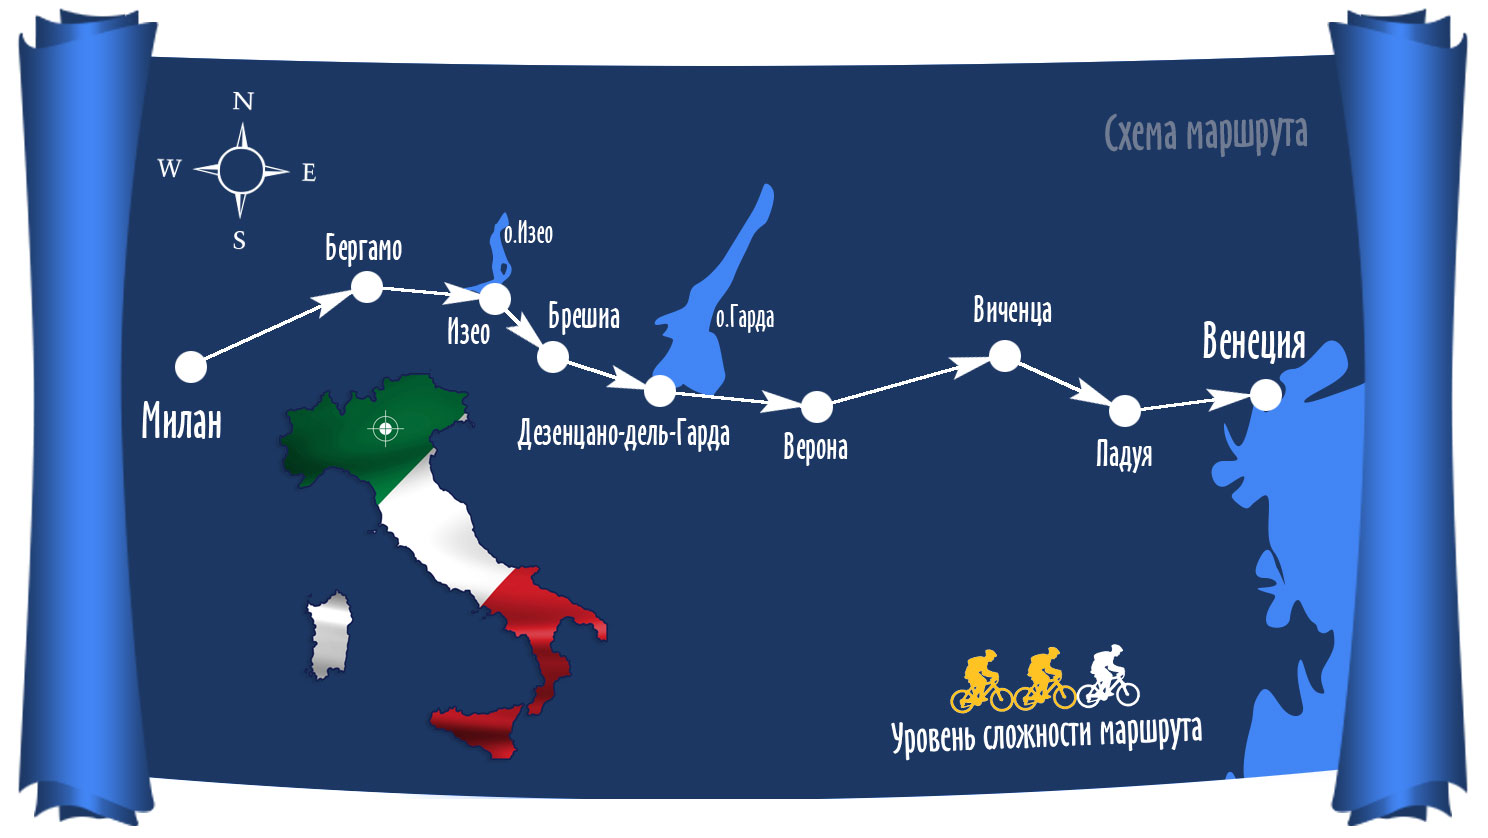 N
W
E
S
Схема маршрута
о.Изео
Бергамо
Изео
Брешиа
о.Гарда
Виченца
Венеция
Милан
Дезенцано-дель-Гарда
Верона
Падуя
Уровень сложности маршрута